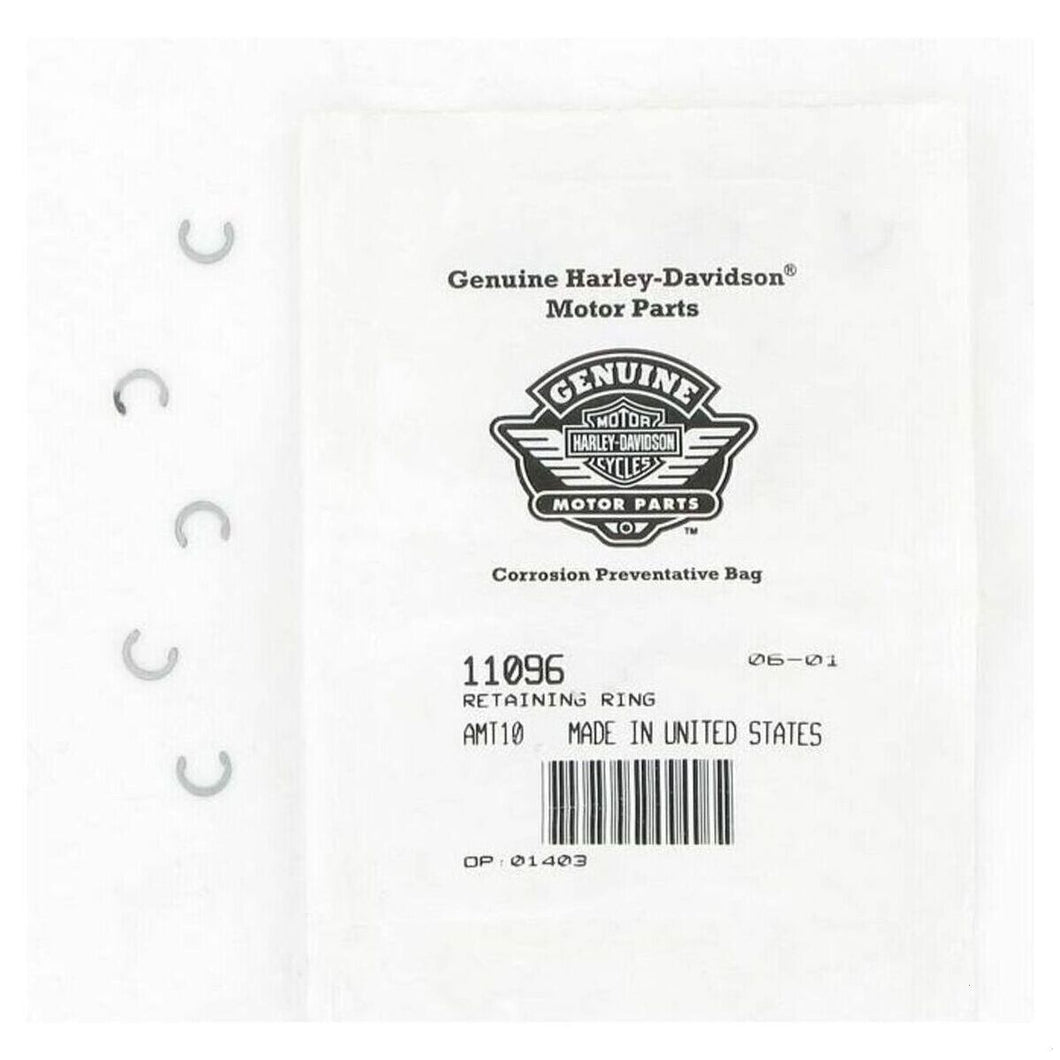 Genuine Harley-Davidson®
Motor Parts
GENUINE
MOTOR
HARLEY-DAVIDSON
CYCLES
MOTOR PARTS
™
Corrosion Preventative Bag
11096 06-01
RETAINING RING
AMT10 MADE IN UNITED STATES
OP:01403